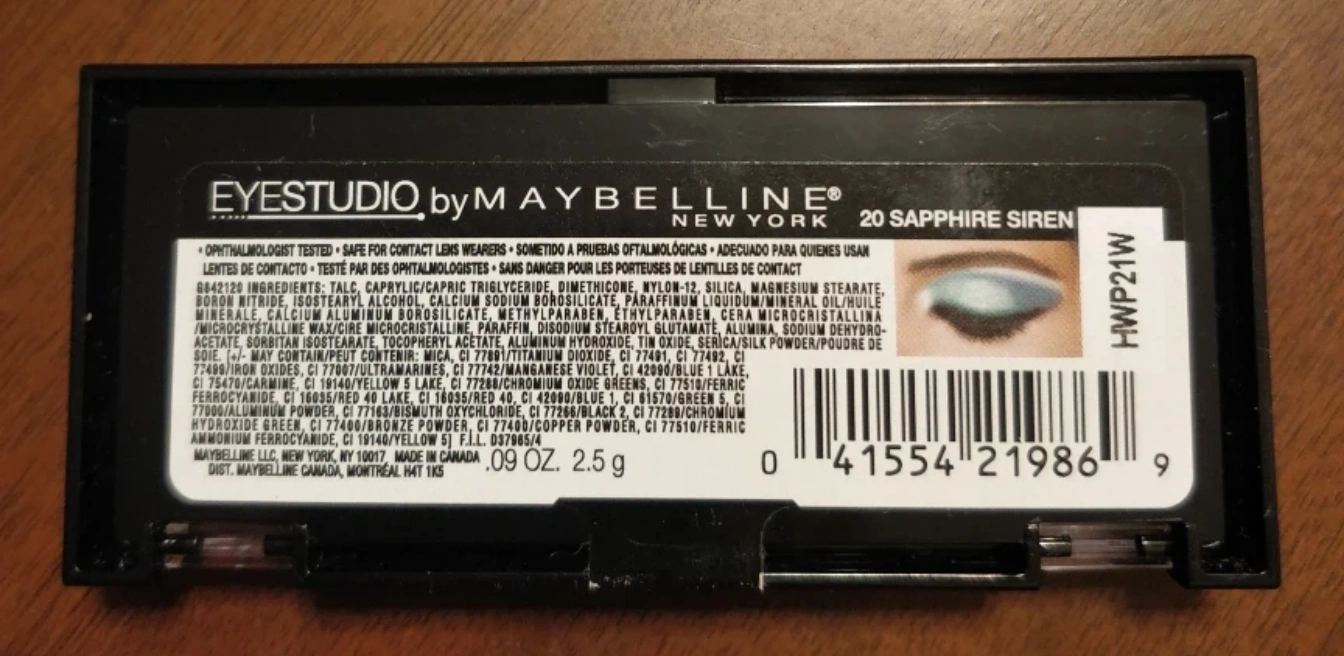 EYESTUDIO by MAYBELLINE®
NEW YORK
20 SAPPHIRE SIREN
• OPHTHALMOLOGIST TESTED • SAFE FOR CONTACT LENS WEARERS • SOMETIDO A PRUEBAS OFTALMOLÓGICAS • ADECUADO PARA QUIENES USAN
LENTES DE CONTACTO • TESTÉ PAR DES OPHTALMOLOGISTES • SANS DANGER POUR LES PORTEUSES DE LENTILLES DE CONTACT
G842120 INGREDIENTS: TALC, CAPRYLIC/CAPRIC TRIGLYCERIDE, DIMETHICONE, NYLON-12, SILICA, MAGNESIUM STEARATE,
BORON NITRIDE, ISOSTEARYL ALCOHOL, CALCIUM SODIUM BOROSILICATE, PARAFFINUM LIQUIDUM/MINERAL OIL/HUILE
MINERALE, CALCIUM ALUMINUM BOROSILICATE, METHYLPARABEN, ETHYLPARABEN, CERA MICROCRISTALLINA
/MICROCRYSTALLINE WAX/CIRE MICROCRISTALLINE, PARAFFIN, DISODIUM STEAROYL GLUTAMATE, ALUMINA, SODIUM DEHYDRO-
ACETATE, SORBITAN ISOSTEARATE, TOCOPHERYL ACETATE, ALUMINUM HYDROXIDE, TIN OXIDE, SERICA/SILK POWDER/POUDRE DE
SOIE. [+/- MAY CONTAIN/PEUT CONTENIR: MICA, CI 77891/TITANIUM DIOXIDE, CI 77491, CI 77492, CI
77499/IRON OXIDES, CI 77007/ULTRAMARINES, CI 77742/MANGANESE VIOLET, CI 42090/BLUE 1 LAKE,
CI 75470/CARMINE, CI 19140/YELLOW 5 LAKE, CI 77288/CHROMIUM OXIDE GREENS, CI 77510/FERRIC
FERROCYANIDE, CI 16035/RED 40 LAKE, CI 16035/RED 40, CI 42090/BLUE 1, CI 61570/GREEN 5, CI
77000/ALUMINUM POWDER, CI 77163/BISMUTH OXYCHLORIDE, CI 77266/BLACK 2, CI 77289/CHROMIUM
HYDROXIDE GREEN, CI 77400/BRONZE POWDER, CI 77400/COPPER POWDER, CI 77510/FERRIC
AMMONIUM FERROCYANIDE, CI 19140/YELLOW 5] F.I.L. D37965/4
MAYBELLINE LLC, NEW YORK, NY 10017, MADE IN CANADA
DIST. MAYBELLINE CANADA, MONTRÉAL H4T 1K5
.09 OZ. 2.5 g
HWP21W
0 41554 21986 9